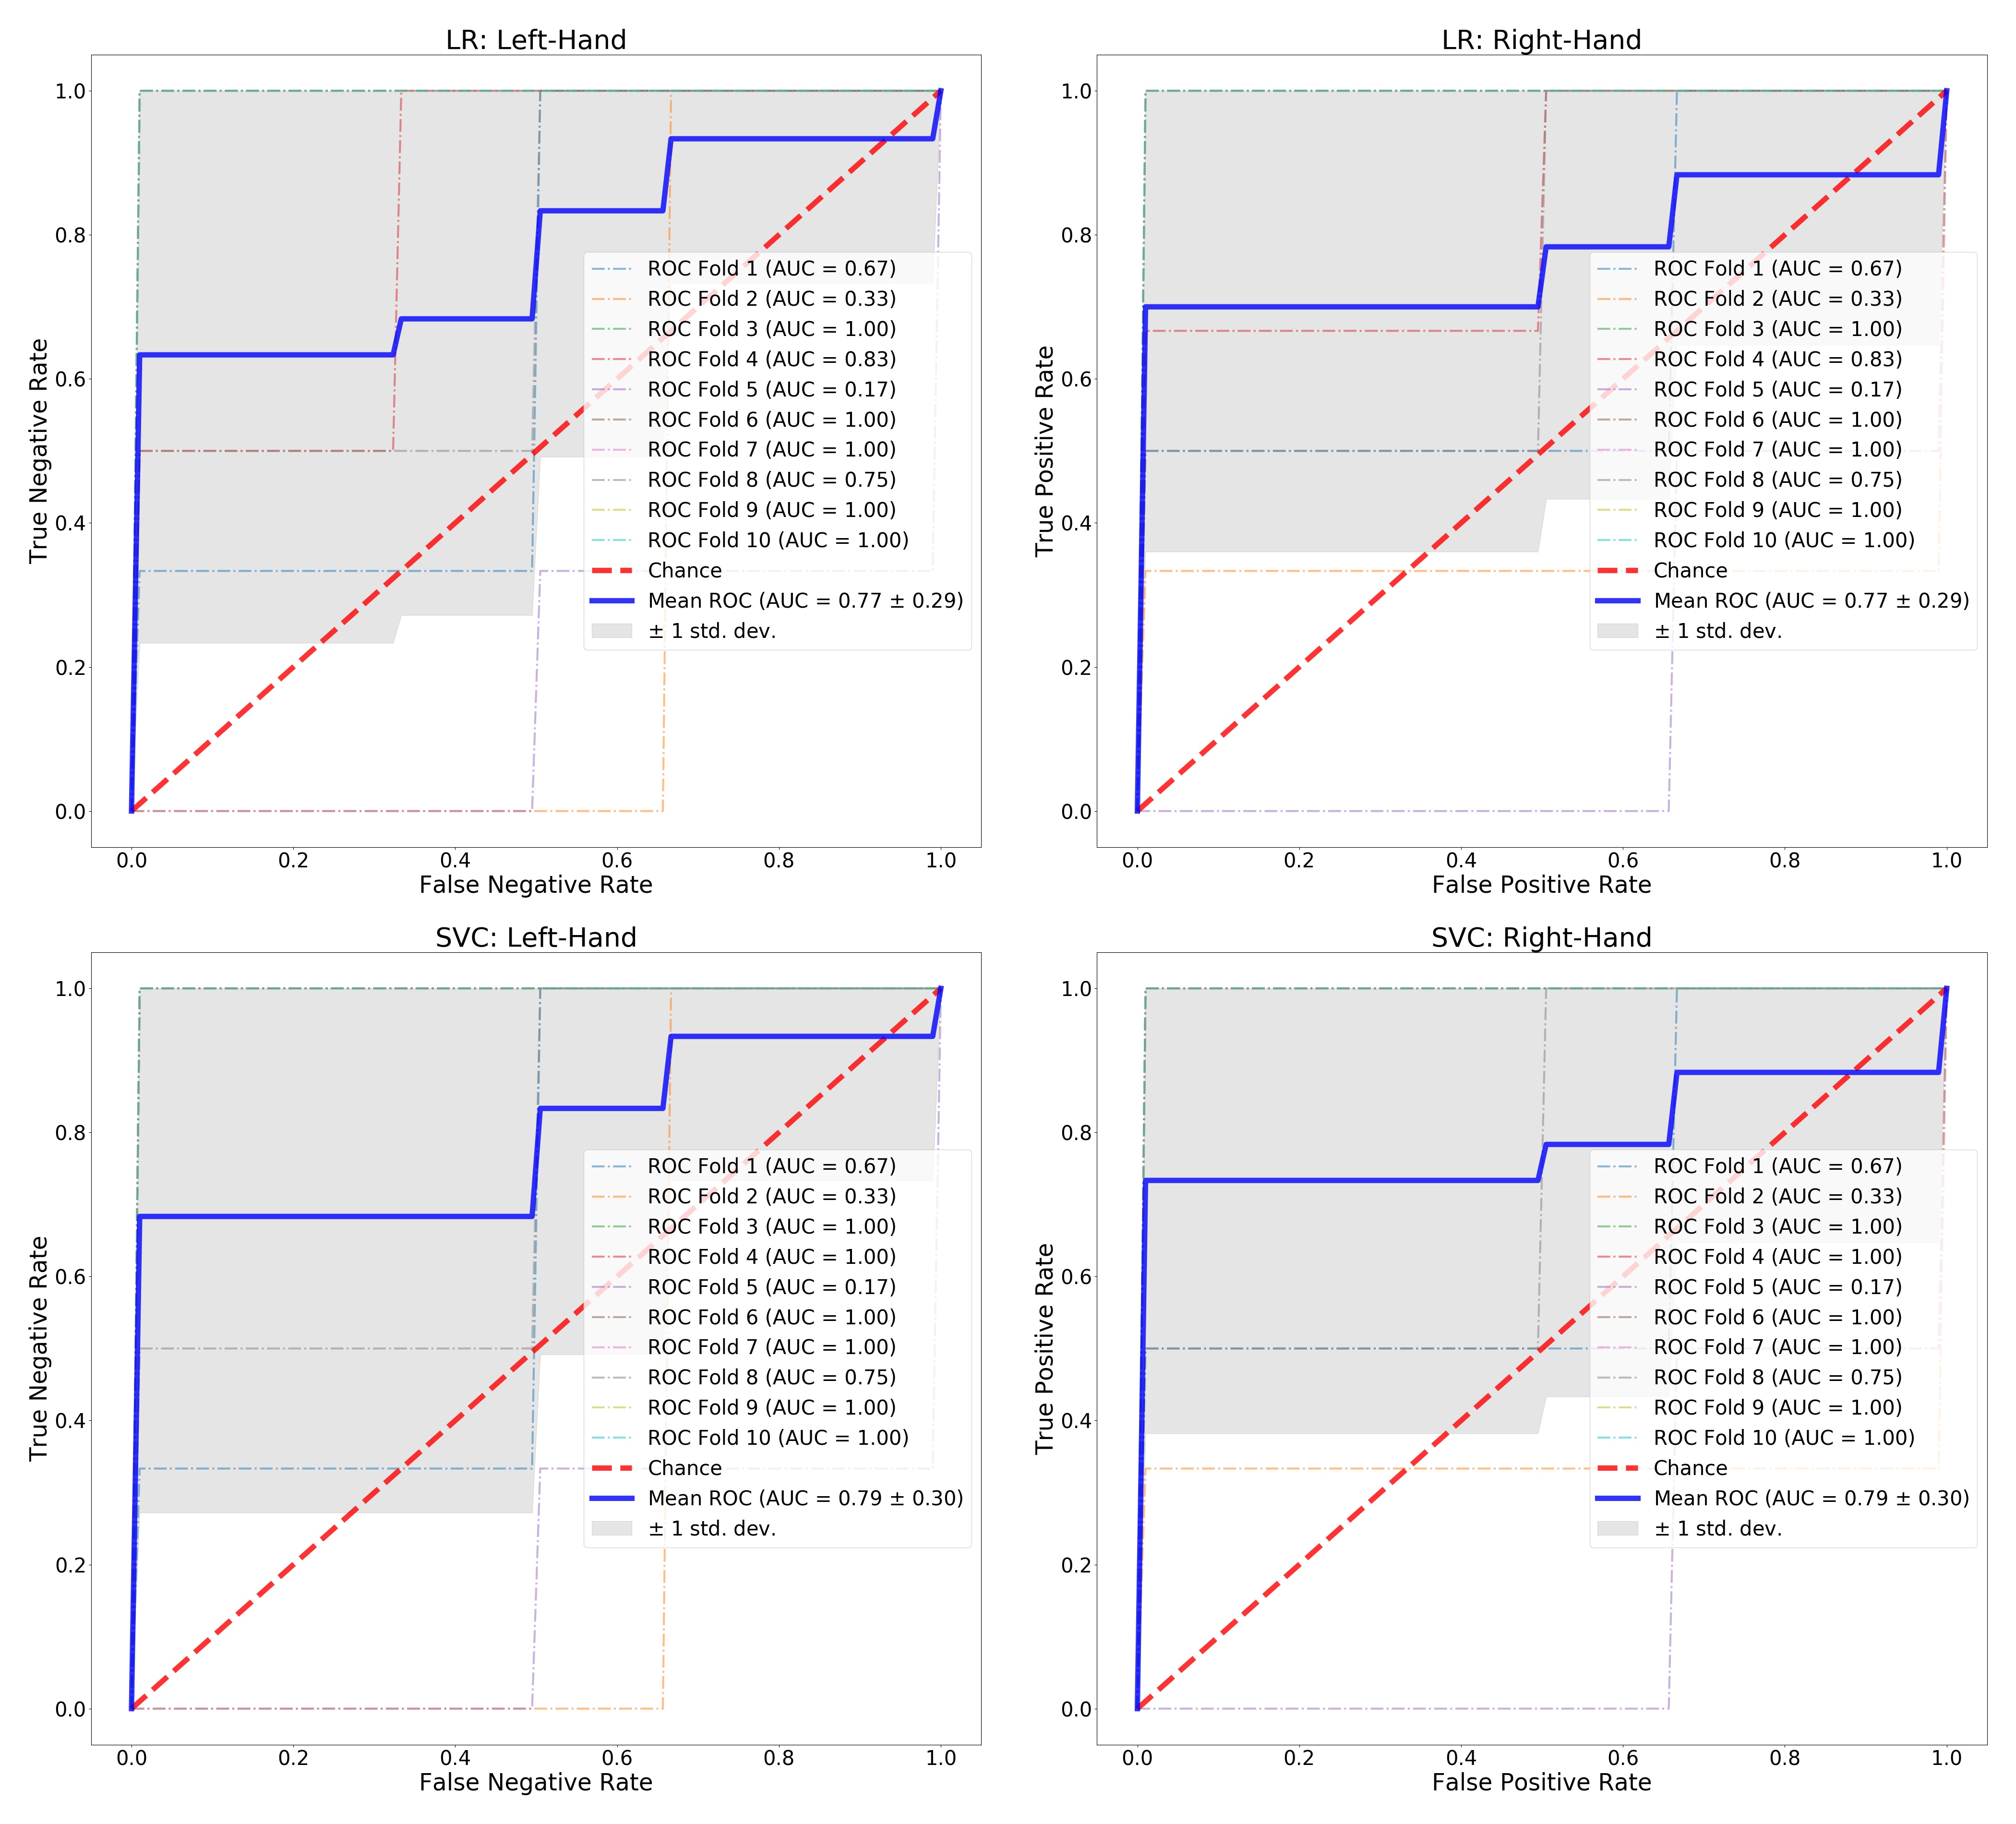 LR: Left-Hand
1.0
0.8
0.6
0.4
0.2
0.0
True Negative Rate
0.0 0.2 0.4 0.6 0.8 1.0
False Negative Rate
ROC Fold 1 (AUC = 0.67)
ROC Fold 2 (AUC = 0.33)
ROC Fold 3 (AUC = 1.00)
ROC Fold 4 (AUC = 0.83)
ROC Fold 5 (AUC = 0.17)
ROC Fold 6 (AUC = 1.00)
ROC Fold 7 (AUC = 1.00)
ROC Fold 8 (AUC = 0.75)
ROC Fold 9 (AUC = 1.00)
ROC Fold 10 (AUC = 1.00)
Chance
Mean ROC (AUC = 0.77 ± 0.29)
± 1 std. dev.
LR: Right-Hand
1.0
0.8
0.6
0.4
0.2
0.0
True Positive Rate
0.0 0.2 0.4 0.6 0.8 1.0
False Positive Rate
ROC Fold 1 (AUC = 0.67)
ROC Fold 2 (AUC = 0.33)
ROC Fold 3 (AUC = 1.00)
ROC Fold 4 (AUC = 0.83)
ROC Fold 5 (AUC = 0.17)
ROC Fold 6 (AUC = 1.00)
ROC Fold 7 (AUC = 1.00)
ROC Fold 8 (AUC = 0.75)
ROC Fold 9 (AUC = 1.00)
ROC Fold 10 (AUC = 1.00)
Chance
Mean ROC (AUC = 0.77 ± 0.29)
± 1 std. dev.
SVC: Left-Hand
1.0
0.8
0.6
0.4
0.2
0.0
True Negative Rate
0.0 0.2 0.4 0.6 0.8 1.0
False Negative Rate
ROC Fold 1 (AUC = 0.67)
ROC Fold 2 (AUC = 0.33)
ROC Fold 3 (AUC = 1.00)
ROC Fold 4 (AUC = 1.00)
ROC Fold 5 (AUC = 0.17)
ROC Fold 6 (AUC = 1.00)
ROC Fold 7 (AUC = 1.00)
ROC Fold 8 (AUC = 0.75)
ROC Fold 9 (AUC = 1.00)
ROC Fold 10 (AUC = 1.00)
Chance
Mean ROC (AUC = 0.79 ± 0.30)
± 1 std. dev.
SVC: Right-Hand
1.0
0.8
0.6
0.4
0.2
0.0
True Positive Rate
0.0 0.2 0.4 0.6 0.8 1.0
False Positive Rate
ROC Fold 1 (AUC = 0.67)
ROC Fold 2 (AUC = 0.33)
ROC Fold 3 (AUC = 1.00)
ROC Fold 4 (AUC = 1.00)
ROC Fold 5 (AUC = 0.17)
ROC Fold 6 (AUC = 1.00)
ROC Fold 7 (AUC = 1.00)
ROC Fold 8 (AUC = 0.75)
ROC Fold 9 (AUC = 1.00)
ROC Fold 10 (AUC = 1.00)
Chance
Mean ROC (AUC = 0.79 ± 0.30)
± 1 std. dev.